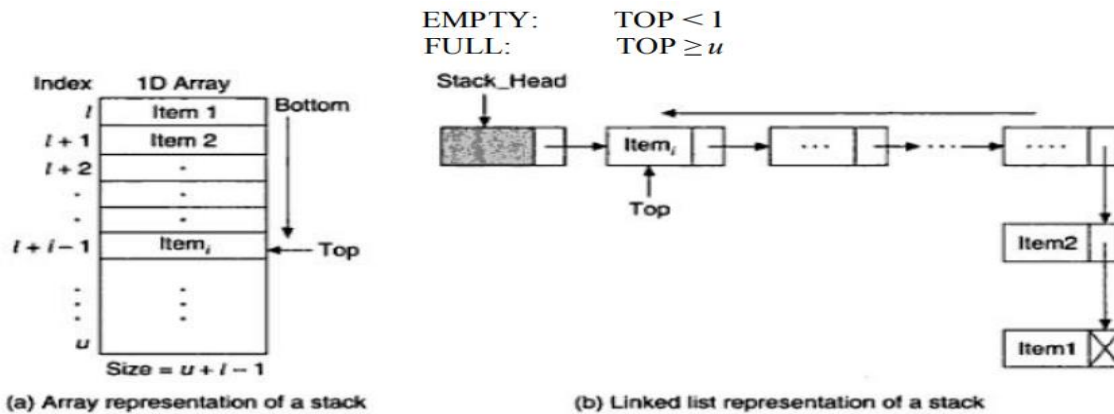 EMPTY: TOP < 1
FULL: TOP ≥ u
Index 1D Array
l Item 1 Bottom
l + 1 Item 2
l + 2 .
. .
. .
l + i – 1 Itemᵢ Top
. .
. .
. .
u
Size = u + l – 1
(a) Array representation of a stack
Stack_Head
Itemᵢ ... .... ....
Top
Item2
Item1
(b) Linked list representation of a stack